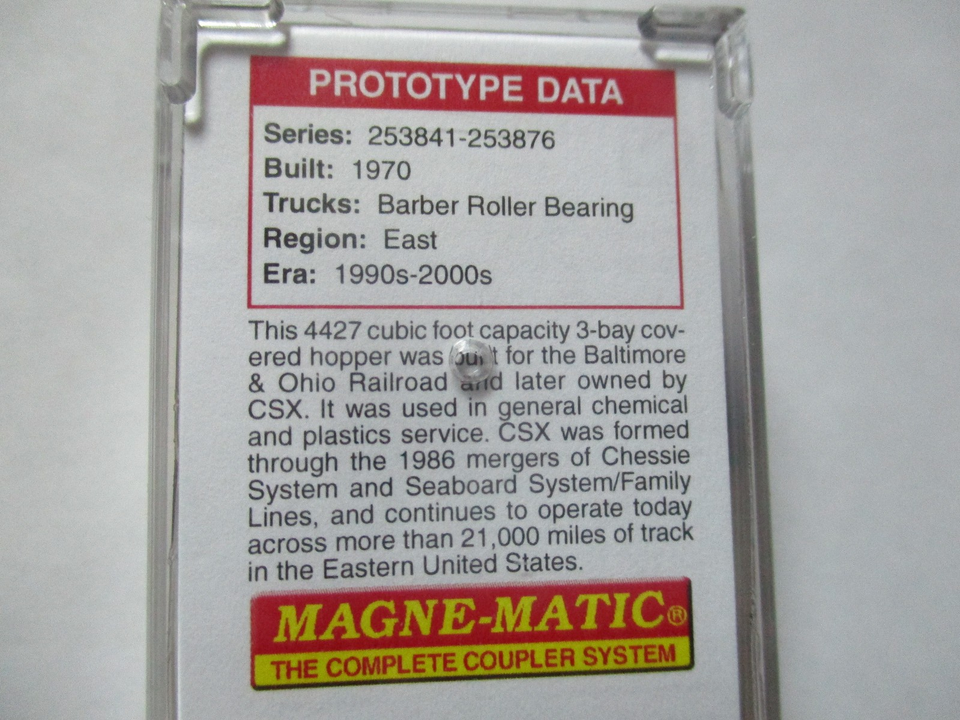 PROTOTYPE DATA
Series: 253841-253876
Built: 1970
Trucks: Barber Roller Bearing
Region: East
Era: 1990s-2000s
This 4427 cubic foot capacity 3-bay cov-
ered hopper was built for the Baltimore
& Ohio Railroad and later owned by
CSX. It was used in general chemical
and plastics service. CSX was formed
through the 1986 mergers of Chessie
System and Seaboard System/Family
Lines, and continues to operate today
across more than 21,000 miles of track
in the Eastern United States.
MAGNE-MATIC®
THE COMPLETE COUPLER SYSTEM